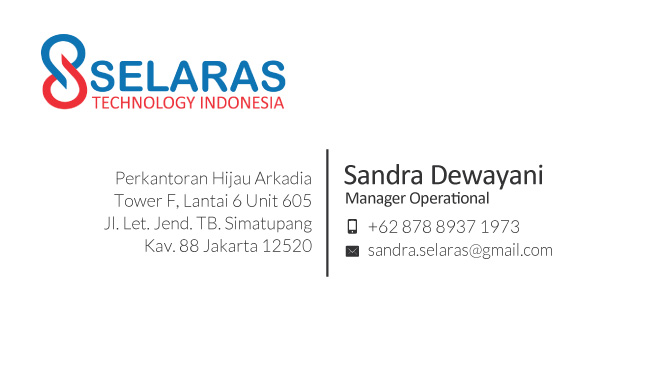 SELARAS
TECHNOLOGY INDONESIA
Perkantoran Hijau Arkadia
Tower F, Lantai 6 Unit 605
Jl. Let. Jend. TB. Simatupang
Kav. 88 Jakarta 12520
Sandra Dewayani
Manager Operational
+62 878 8937 1973
sandra.selaras@gmail.com